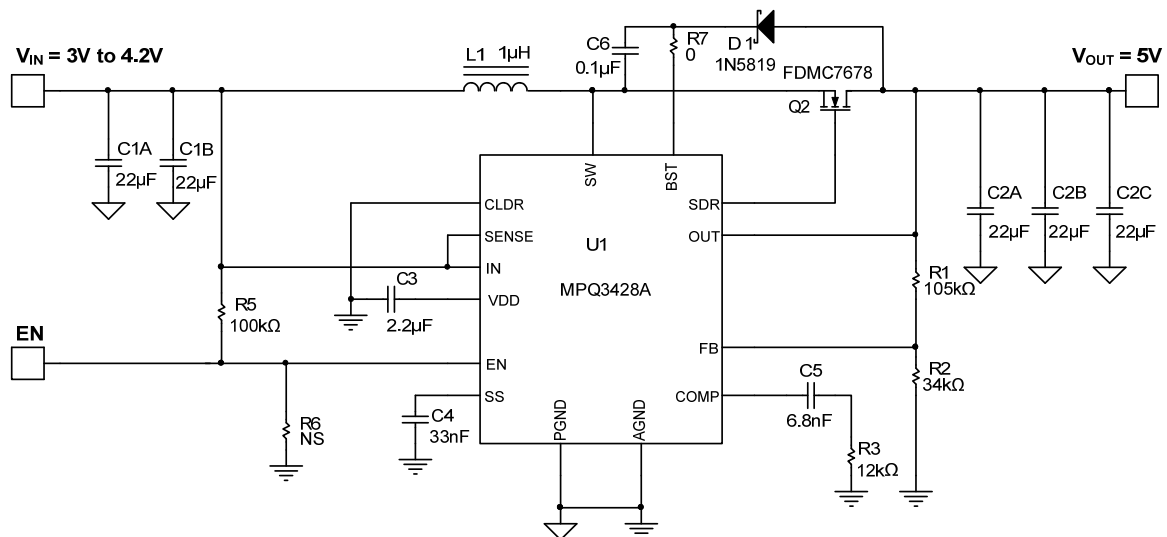 VIN = 3V to 4.2V
L1 1µH
C6
0.1µF
R7
0
D1
1N5819
FDMC7678
Q2
VOUT = 5V
C1A
22µF
C1B
22µF
SW
BST
CLDR
SENSE
IN
VDD
EN
SS
PGND
AGND
SDR
OUT
FB
COMP
U1
MPQ3428A
C3
2.2µF
R5
100kΩ
EN
R6
NS
C4
33nF
C2A
22µF
C2B
22µF
C2C
22µF
R1
105kΩ
R2
34kΩ
C5
6.8nF
R3
12kΩ